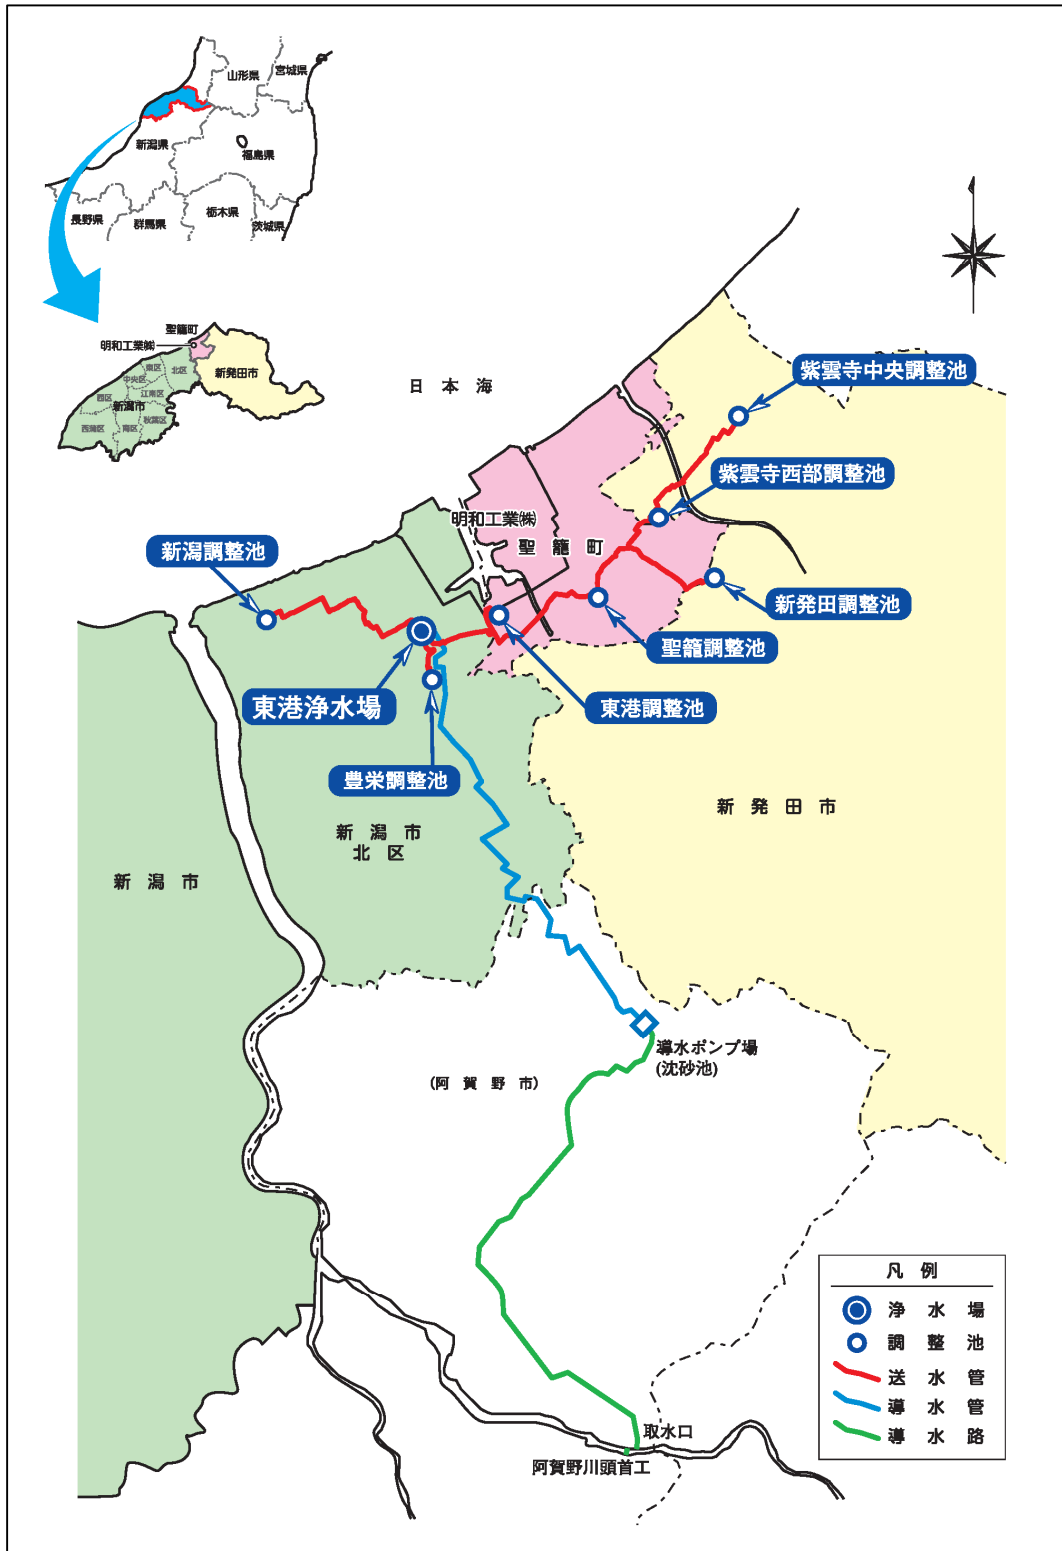 山形県
宮城県
新潟県
福島県
長野県
群馬県
栃木県
茨城県
聖籠町
明和工業㈱
新発田市
東区
北区
中央区
西区
江南区
新潟市
秋葉区
西蒲区
南区
日本海
紫雲寺中央調整池
紫雲寺西部調整池
明和工業㈱
聖籠町
新潟調整池
新発田調整池
聖籠調整池
東港浄水場
東港調整池
豊栄調整池
新発田市
新潟市
北区
新潟市
導水ポンプ場
(沈砂池)
(阿賀野市)
取水口
阿賀野川頭首工
凡例
浄水場
調整池
送水管
導水管
導水路